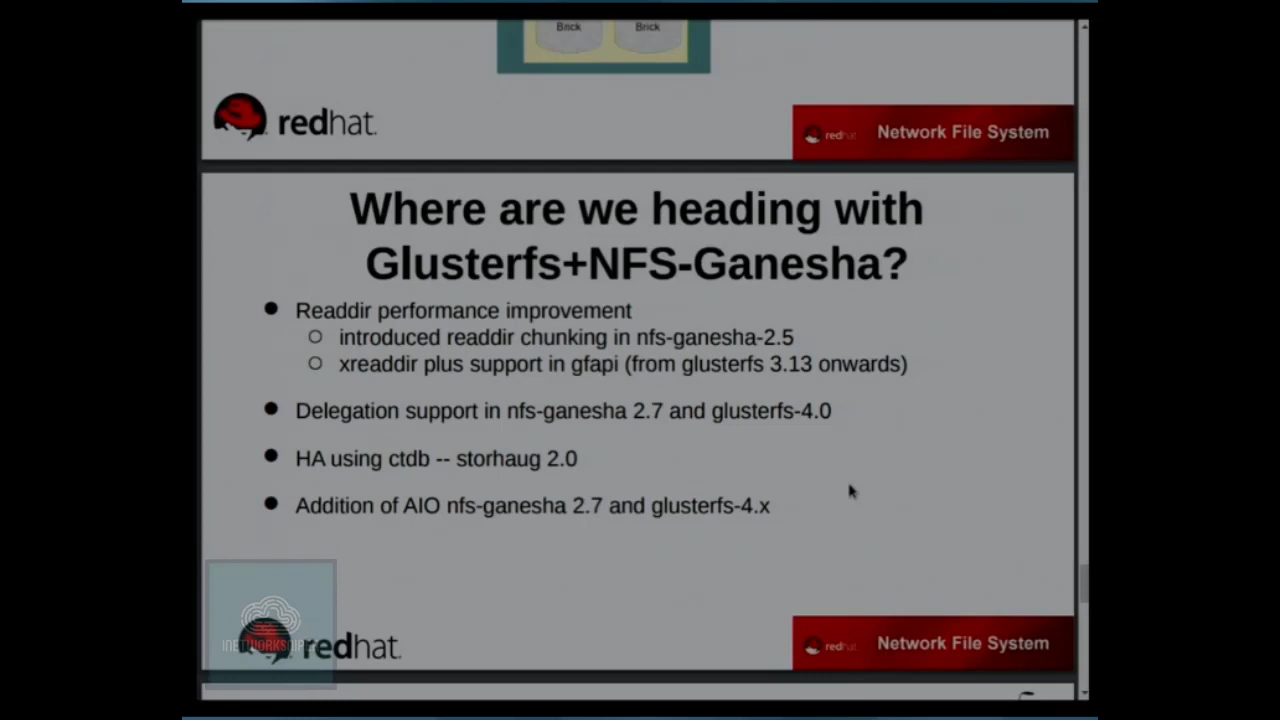 Brick Brick
redhat.
redhat Network File System
Where are we heading with
Glusterfs+NFS-Ganesha?
Readdir performance improvement
introduced readdir chunking in nfs-ganesha-2.5
xreaddir plus support in gfapi (from glusterfs 3.13 onwards)
Delegation support in nfs-ganesha 2.7 and glusterfs-4.0
HA using ctdb -- storhaug 2.0
Addition of AIO nfs-ganesha 2.7 and glusterfs-4.x
redhat.
redhat Network File System